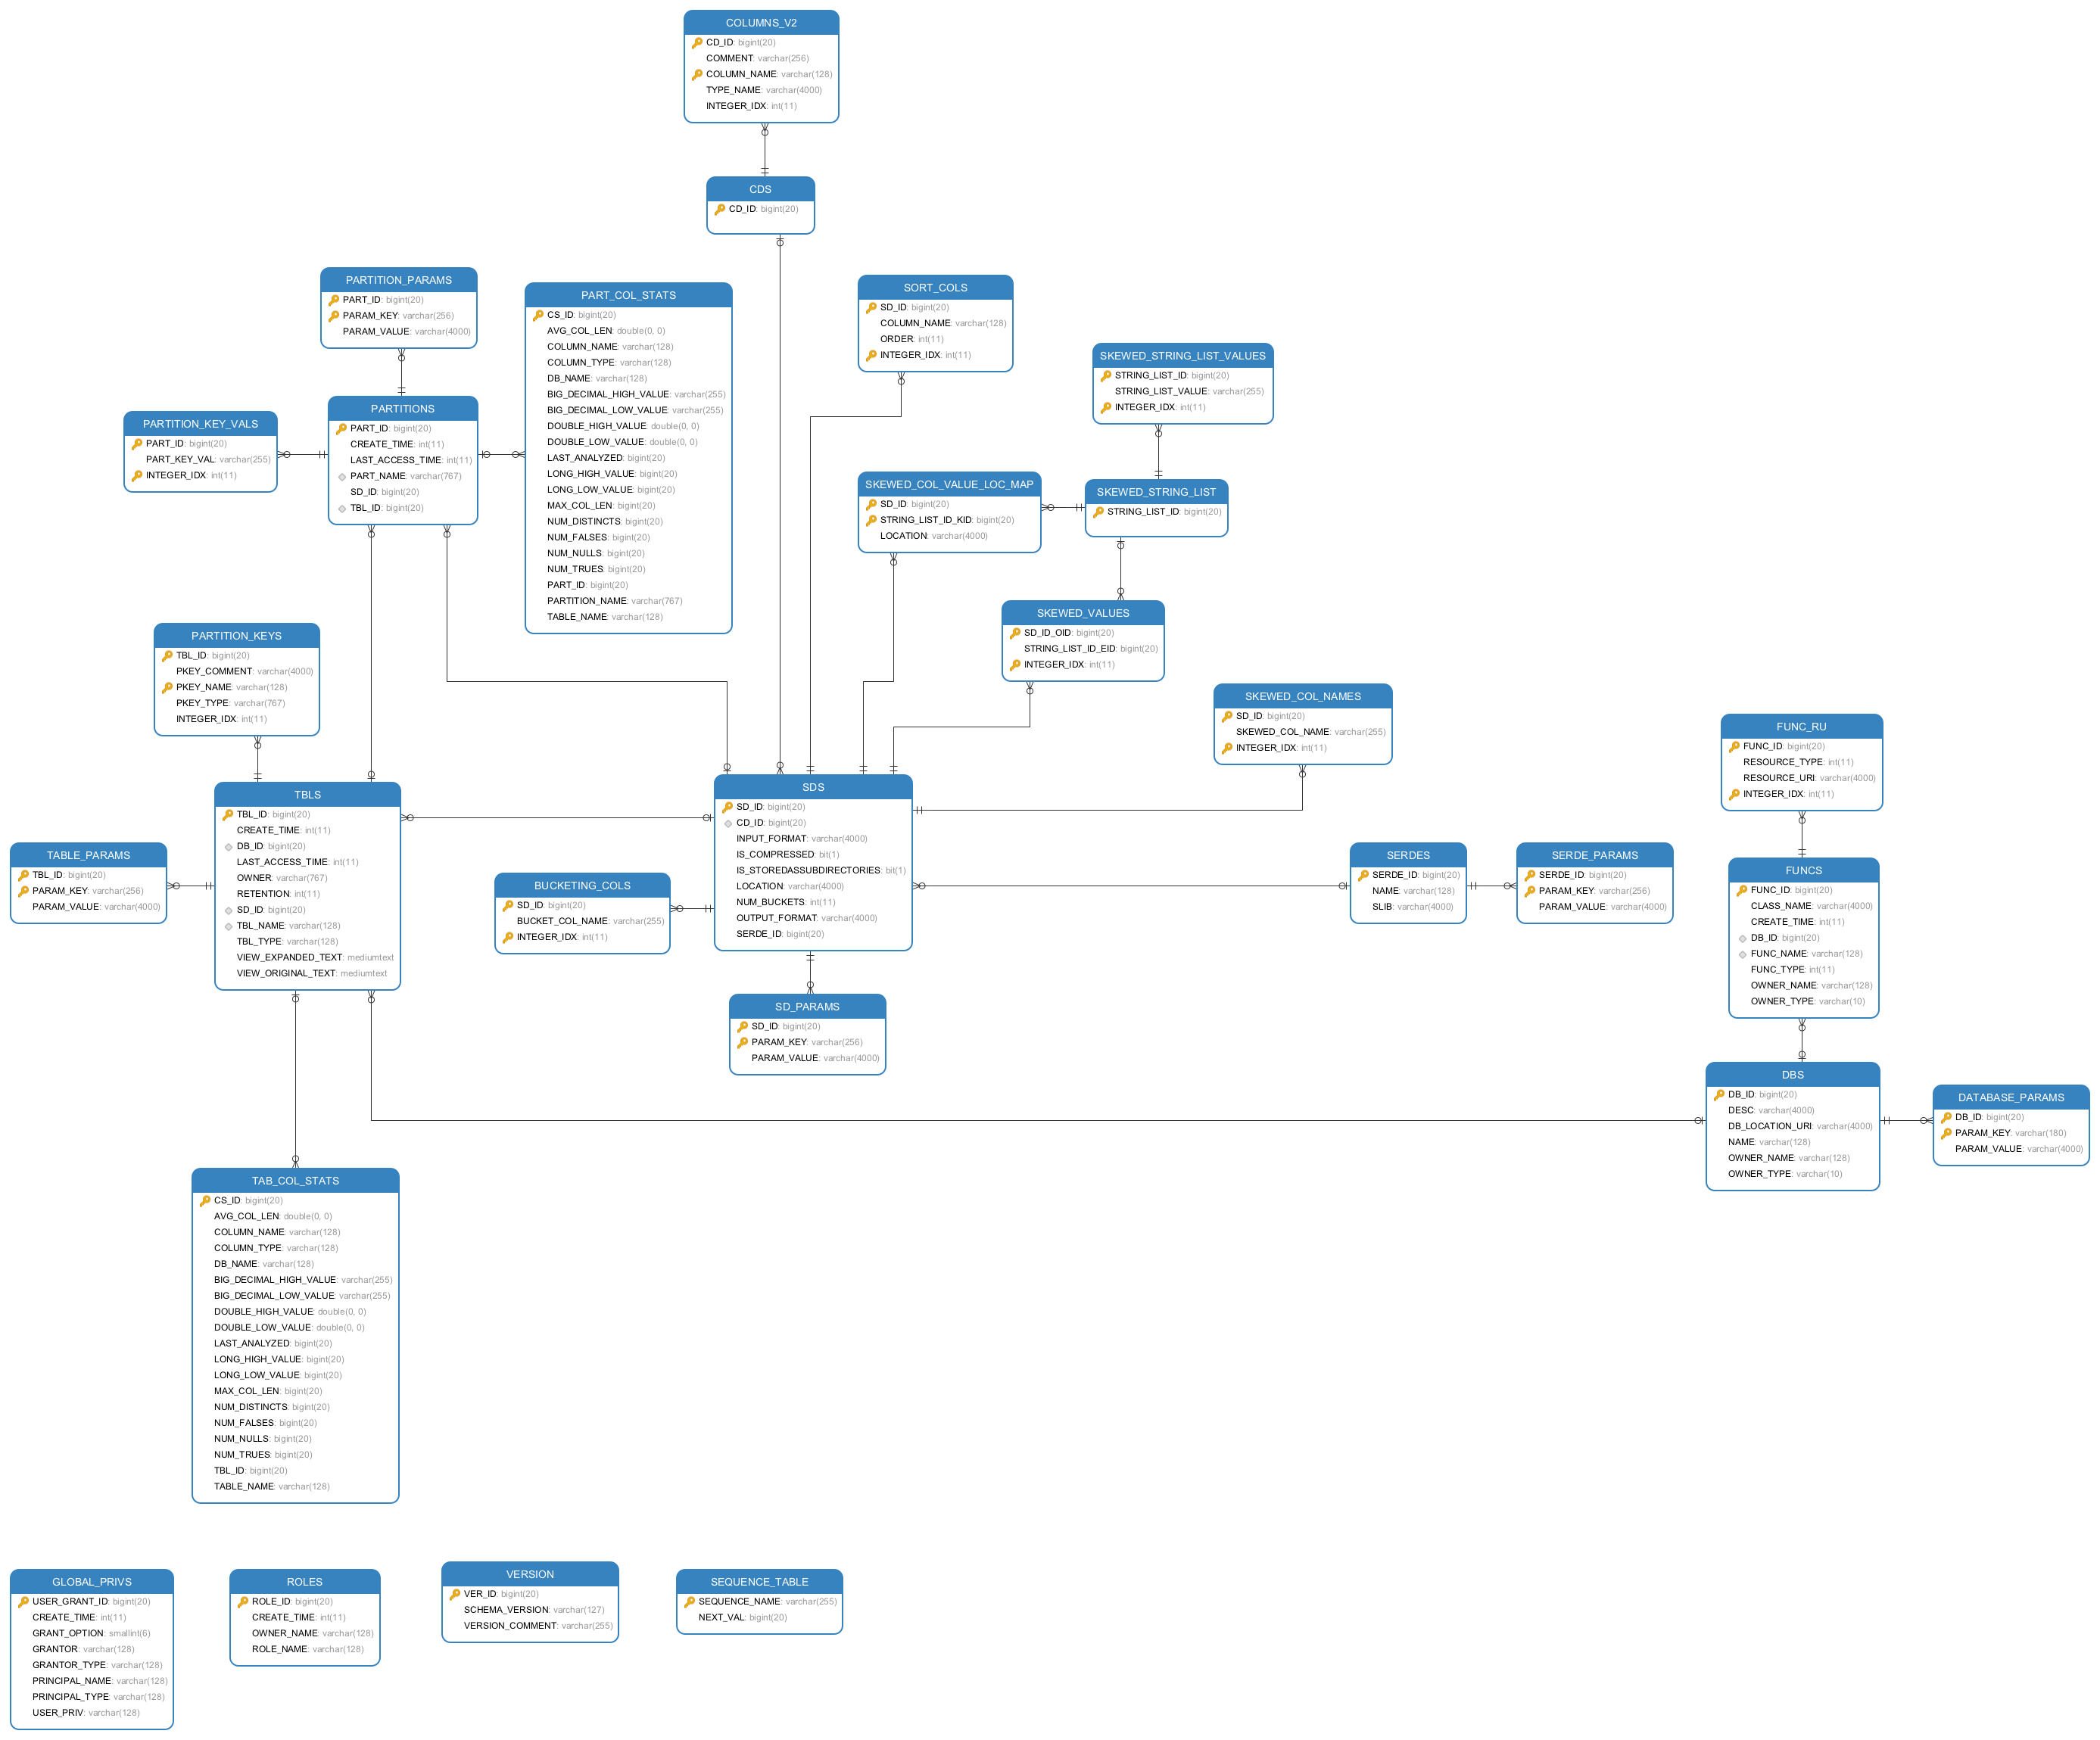 COLUMNS_V2
CD_ID: bigint(20)
COMMENT: varchar(256)
COLUMN_NAME: varchar(128)
TYPE_NAME: varchar(4000)
INTEGER_IDX: int(11)
CDS
CD_ID: bigint(20)
PARTITION_PARAMS
PART_ID: bigint(20)
PARAM_KEY: varchar(256)
PARAM_VALUE: varchar(4000)
PART_COL_STATS
CS_ID: bigint(20)
AVG_COL_LEN: double(0, 0)
COLUMN_NAME: varchar(128)
COLUMN_TYPE: varchar(128)
DB_NAME: varchar(128)
BIG_DECIMAL_HIGH_VALUE: varchar(255)
BIG_DECIMAL_LOW_VALUE: varchar(255)
DOUBLE_HIGH_VALUE: double(0, 0)
DOUBLE_LOW_VALUE: double(0, 0)
LAST_ANALYZED: bigint(20)
LONG_HIGH_VALUE: bigint(20)
LONG_LOW_VALUE: bigint(20)
MAX_COL_LEN: bigint(20)
NUM_DISTINCTS: bigint(20)
NUM_FALSES: bigint(20)
NUM_NULLS: bigint(20)
NUM_TRUES: bigint(20)
PART_ID: bigint(20)
PARTITION_NAME: varchar(767)
TABLE_NAME: varchar(128)
SORT_COLS
SD_ID: bigint(20)
COLUMN_NAME: varchar(128)
ORDER: int(11)
INTEGER_IDX: int(11)
SKEWED_STRING_LIST_VALUES
STRING_LIST_ID: bigint(20)
STRING_LIST_VALUE: varchar(255)
INTEGER_IDX: int(11)
PARTITION_KEY_VALS
PART_ID: bigint(20)
PART_KEY_VAL: varchar(255)
INTEGER_IDX: int(11)
PARTITIONS
PART_ID: bigint(20)
CREATE_TIME: int(11)
LAST_ACCESS_TIME: int(11)
PART_NAME: varchar(767)
SD_ID: bigint(20)
TBL_ID: bigint(20)
SKEWED_COL_VALUE_LOC_MAP
SD_ID: bigint(20)
STRING_LIST_ID_KID: bigint(20)
LOCATION: varchar(4000)
SKEWED_STRING_LIST
STRING_LIST_ID: bigint(20)
SKEWED_VALUES
SD_ID_OID: bigint(20)
STRING_LIST_ID_EID: bigint(20)
INTEGER_IDX: int(11)
PARTITION_KEYS
TBL_ID: bigint(20)
PKEY_COMMENT: varchar(4000)
PKEY_NAME: varchar(128)
PKEY_TYPE: varchar(767)
INTEGER_IDX: int(11)
SKEWED_COL_NAMES
SD_ID: bigint(20)
SKEWED_COL_NAME: varchar(255)
INTEGER_IDX: int(11)
FUNC_RU
FUNC_ID: bigint(20)
RESOURCE_TYPE: int(11)
RESOURCE_URI: varchar(4000)
INTEGER_IDX: int(11)
TABLE_PARAMS
TBL_ID: bigint(20)
PARAM_KEY: varchar(256)
PARAM_VALUE: varchar(4000)
TBLS
TBL_ID: bigint(20)
CREATE_TIME: int(11)
DB_ID: bigint(20)
LAST_ACCESS_TIME: int(11)
OWNER: varchar(767)
RETENTION: int(11)
SD_ID: bigint(20)
TBL_NAME: varchar(128)
TBL_TYPE: varchar(128)
VIEW_EXPANDED_TEXT: mediumtext
VIEW_ORIGINAL_TEXT: mediumtext
BUCKETING_COLS
SD_ID: bigint(20)
BUCKET_COL_NAME: varchar(255)
INTEGER_IDX: int(11)
SDS
SD_ID: bigint(20)
CD_ID: bigint(20)
INPUT_FORMAT: varchar(4000)
IS_COMPRESSED: bit(1)
IS_STOREDASSUBDIRECTORIES: bit(1)
LOCATION: varchar(4000)
NUM_BUCKETS: int(11)
OUTPUT_FORMAT: varchar(4000)
SERDE_ID: bigint(20)
SERDES
SERDE_ID: bigint(20)
NAME: varchar(128)
SLIB: varchar(4000)
SERDE_PARAMS
SERDE_ID: bigint(20)
PARAM_KEY: varchar(256)
PARAM_VALUE: varchar(4000)
FUNCS
FUNC_ID: bigint(20)
CLASS_NAME: varchar(4000)
CREATE_TIME: int(11)
DB_ID: bigint(20)
FUNC_NAME: varchar(128)
FUNC_TYPE: int(11)
OWNER_NAME: varchar(128)
OWNER_TYPE: varchar(10)
SD_PARAMS
SD_ID: bigint(20)
PARAM_KEY: varchar(256)
PARAM_VALUE: varchar(4000)
DBS
DB_ID: bigint(20)
DESC: varchar(4000)
DB_LOCATION_URI: varchar(4000)
NAME: varchar(128)
OWNER_NAME: varchar(128)
OWNER_TYPE: varchar(10)
DATABASE_PARAMS
DB_ID: bigint(20)
PARAM_KEY: varchar(180)
PARAM_VALUE: varchar(4000)
TAB_COL_STATS
CS_ID: bigint(20)
AVG_COL_LEN: double(0, 0)
COLUMN_NAME: varchar(128)
COLUMN_TYPE: varchar(128)
DB_NAME: varchar(128)
BIG_DECIMAL_HIGH_VALUE: varchar(255)
BIG_DECIMAL_LOW_VALUE: varchar(255)
DOUBLE_HIGH_VALUE: double(0, 0)
DOUBLE_LOW_VALUE: double(0, 0)
LAST_ANALYZED: bigint(20)
LONG_HIGH_VALUE: bigint(20)
LONG_LOW_VALUE: bigint(20)
MAX_COL_LEN: bigint(20)
NUM_DISTINCTS: bigint(20)
NUM_FALSES: bigint(20)
NUM_NULLS: bigint(20)
NUM_TRUES: bigint(20)
TBL_ID: bigint(20)
TABLE_NAME: varchar(128)
GLOBAL_PRIVS
USER_GRANT_ID: bigint(20)
CREATE_TIME: int(11)
GRANT_OPTION: smallint(6)
GRANTOR: varchar(128)
GRANTOR_TYPE: varchar(128)
PRINCIPAL_NAME: varchar(128)
PRINCIPAL_TYPE: varchar(128)
USER_PRIV: varchar(128)
ROLES
ROLE_ID: bigint(20)
CREATE_TIME: int(11)
OWNER_NAME: varchar(128)
ROLE_NAME: varchar(128)
VERSION
VER_ID: bigint(20)
SCHEMA_VERSION: varchar(127)
VERSION_COMMENT: varchar(255)
SEQUENCE_TABLE
SEQUENCE_NAME: varchar(255)
NEXT_VAL: bigint(20)